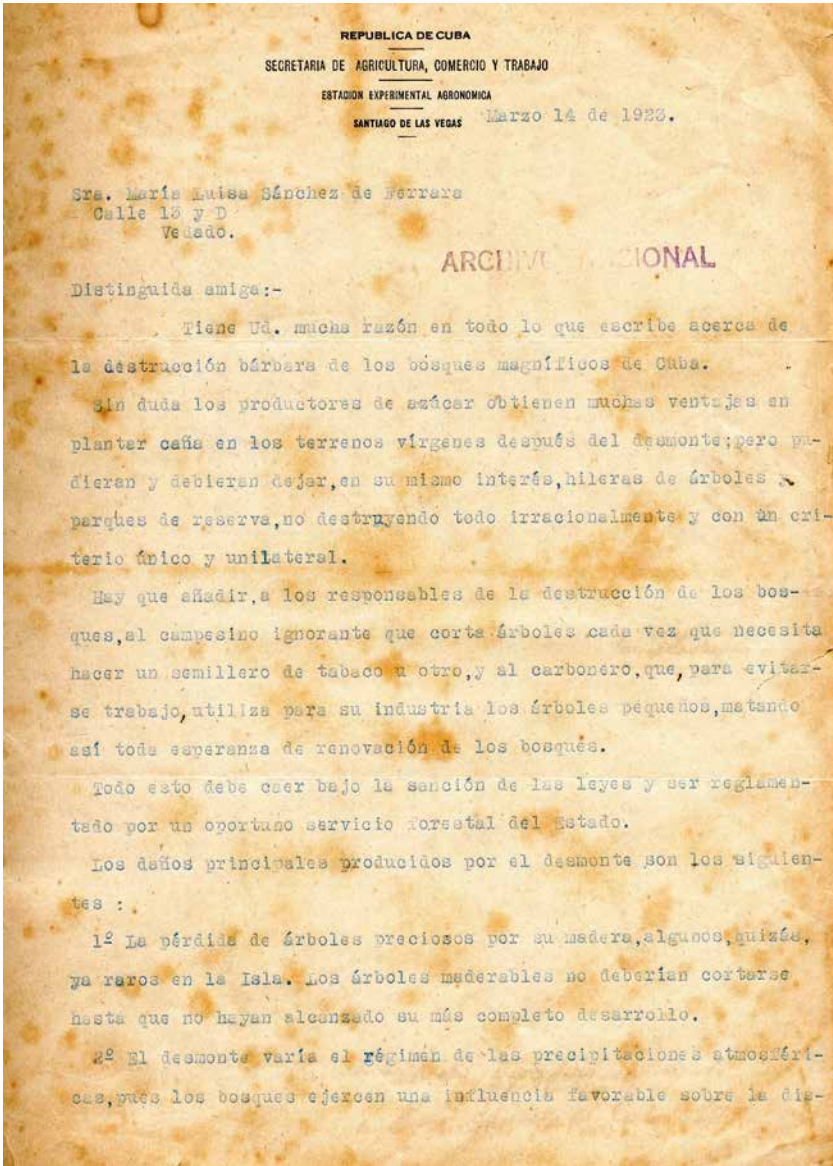 REPUBLICA DE CUBA
SECRETARIA DE AGRICULTURA, COMERCIO Y TRABAJO
ESTACION EXPERIMENTAL AGRONOMICA
SANTIAGO DE LAS VEGAS
Marzo 14 de 1923.
Sra. María Luisa Sánchez de Ferrara
Calle 13 y D
Vedado.
ARCHIVO NACIONAL
Distinguida amiga:-
Tiene Ud. mucha razón en todo lo que escribe acerca de
la destrucción bárbara de los bosques magníficos de Cuba.
Sin duda los productores de azúcar obtienen muchas ventajas en
plantar caña en los terrenos vírgenes después del desmonte;pero pu-
dieran y debieran dejar,en su mismo interés,hileras de árboles y
parques de reserva,no destruyendo todo irracionalmente y con un cri-
terio único y unilateral.
Hay que añadir,a los responsables de la destrucción de los bos-
ques,al campesino ignorante que corta árboles cada vez que necesita
hacer un semillero de tabaco u otro,y al carbonero,que,para evitar-
se trabajo,utiliza para su industria los árboles pequeños,matando
así toda esperanza de renovación de los bosques.
Todo esto debe caer bajo la sanción de las leyes y ser reglamen-
tado por un oportuno servicio forestal del Estado.
Los daños principales producidos por el desmonte son los siguien-
tes :
1º La pérdida de árboles preciosos por su madera,algunos,quizás,
ya raros en la Isla. Los árboles maderables no deberían cortarse
hasta que no hayan alcanzado su más completo desarrollo.
2º El desmonte varía el régimen de las precipitaciones atmosféri-
cas,pues los bosques ejercen una influencia favorable sobre la dis-